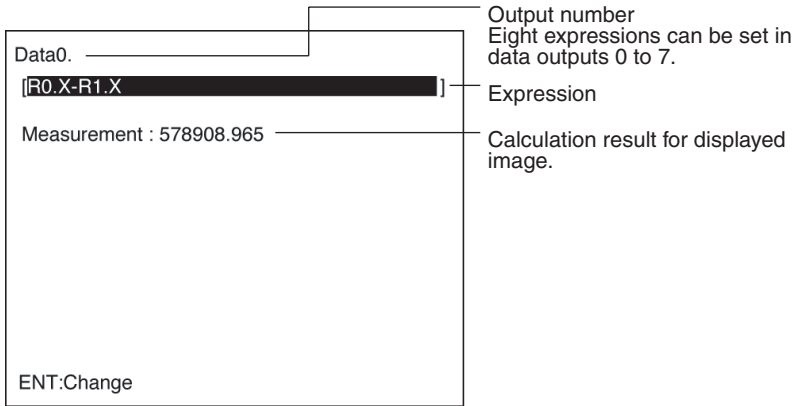 Output number
Eight expressions can be set in
data outputs 0 to 7.
Data0.
[R0.X-R1.X ]
Expression
Measurement : 578908.965
Calculation result for displayed
image.
ENT:Change